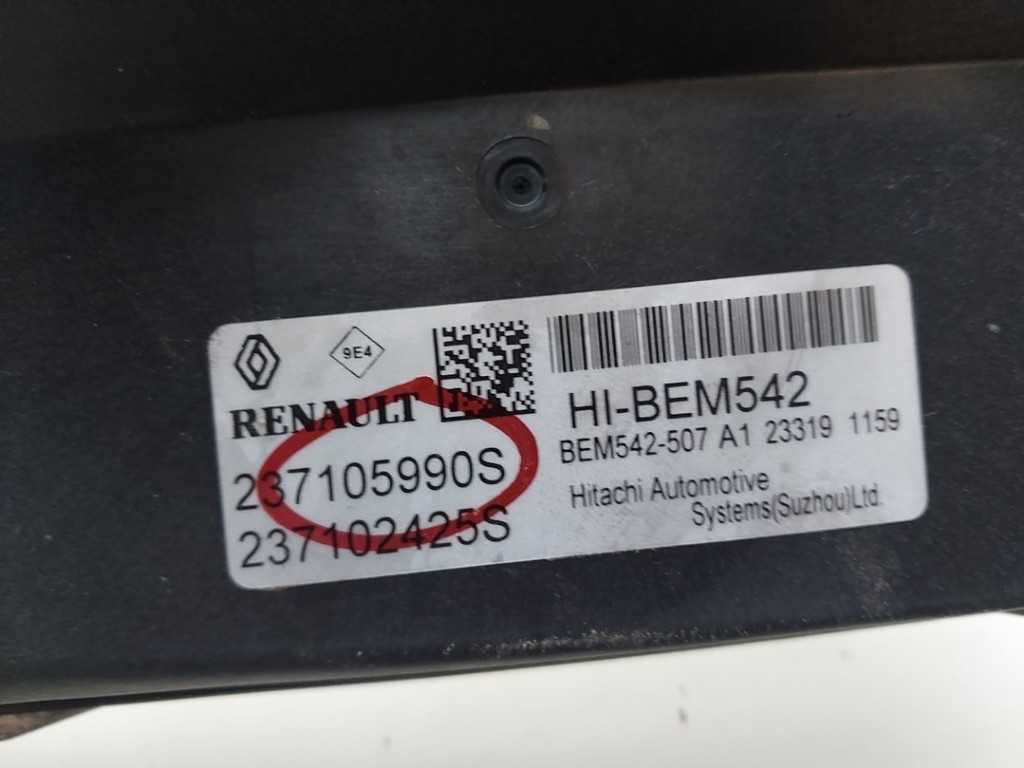 9E4
RENAULT
237105990S
237102425S
HI-BEM542
BEM542-507 A1 23319 1159
Hitachi Automotive
Systems(Suzhou)Ltd.